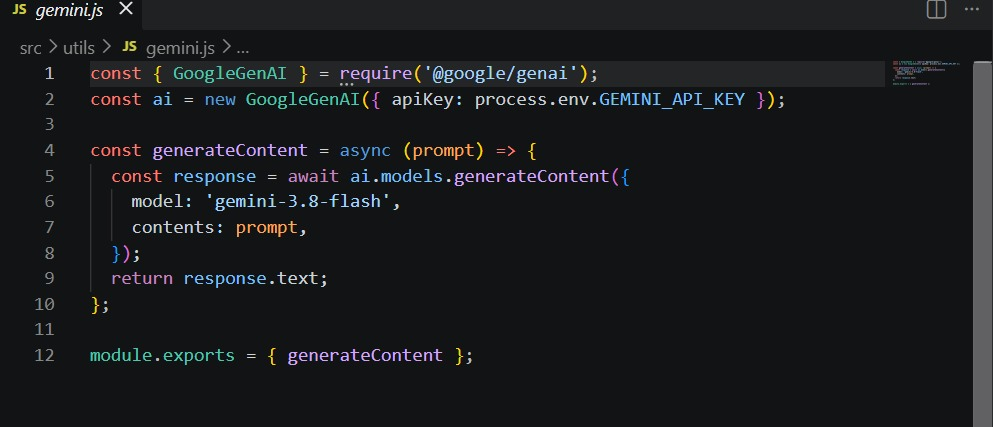 JS gemini.js
src > utils > JS gemini.js > ...
1 const { GoogleGenAI } = require('@google/genai');
2 const ai = new GoogleGenAI({ apiKey: process.env.GEMINI_API_KEY });
3
4 const generateContent = async (prompt) => {
5   const response = await ai.models.generateContent({
6     model: 'gemini-3.8-flash',
7     contents: prompt,
8   });
9   return response.text;
10 };
11
12 module.exports = { generateContent };